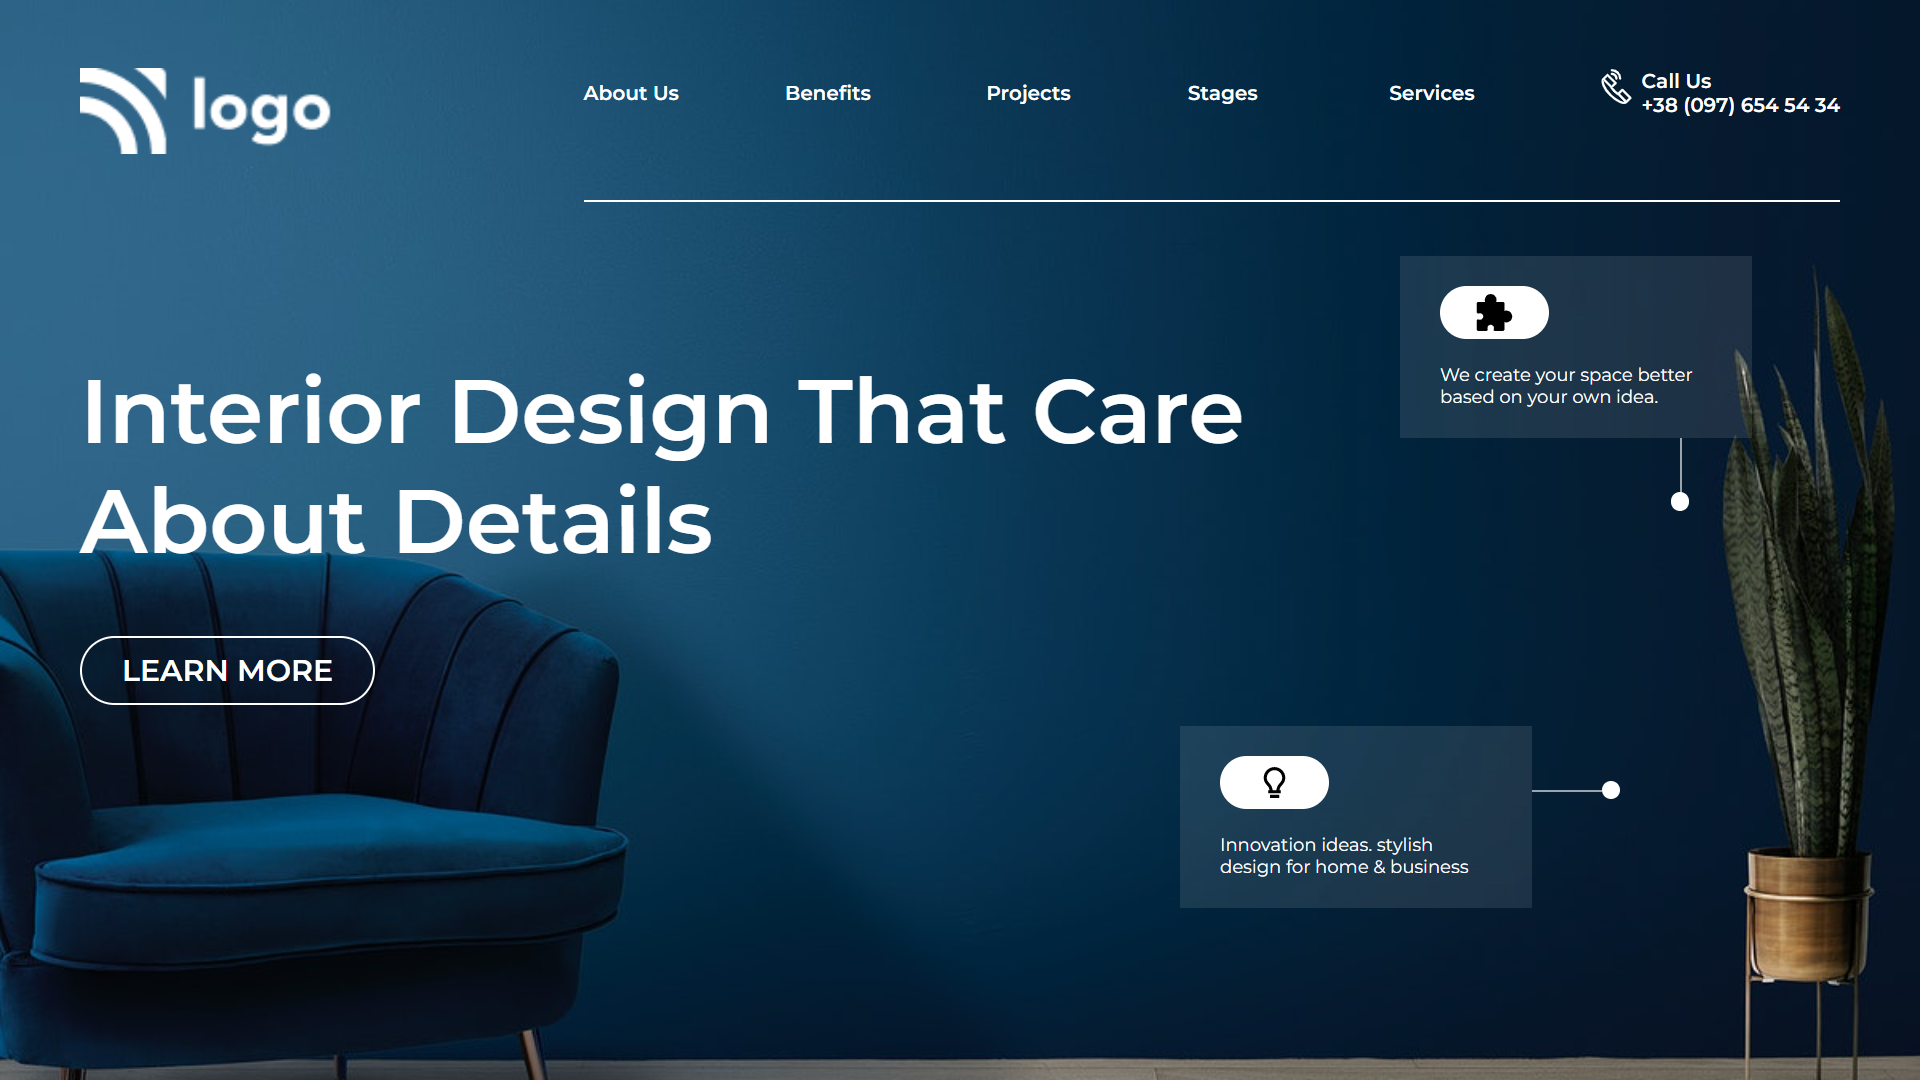 logo
About Us
Benefits
Projects
Stages
Services
Call Us
+38 (097) 654 54 34
We create your space better
based on your own idea.
Interior Design That Care
About Details
LEARN MORE
Innovation ideas. stylish
design for home & business